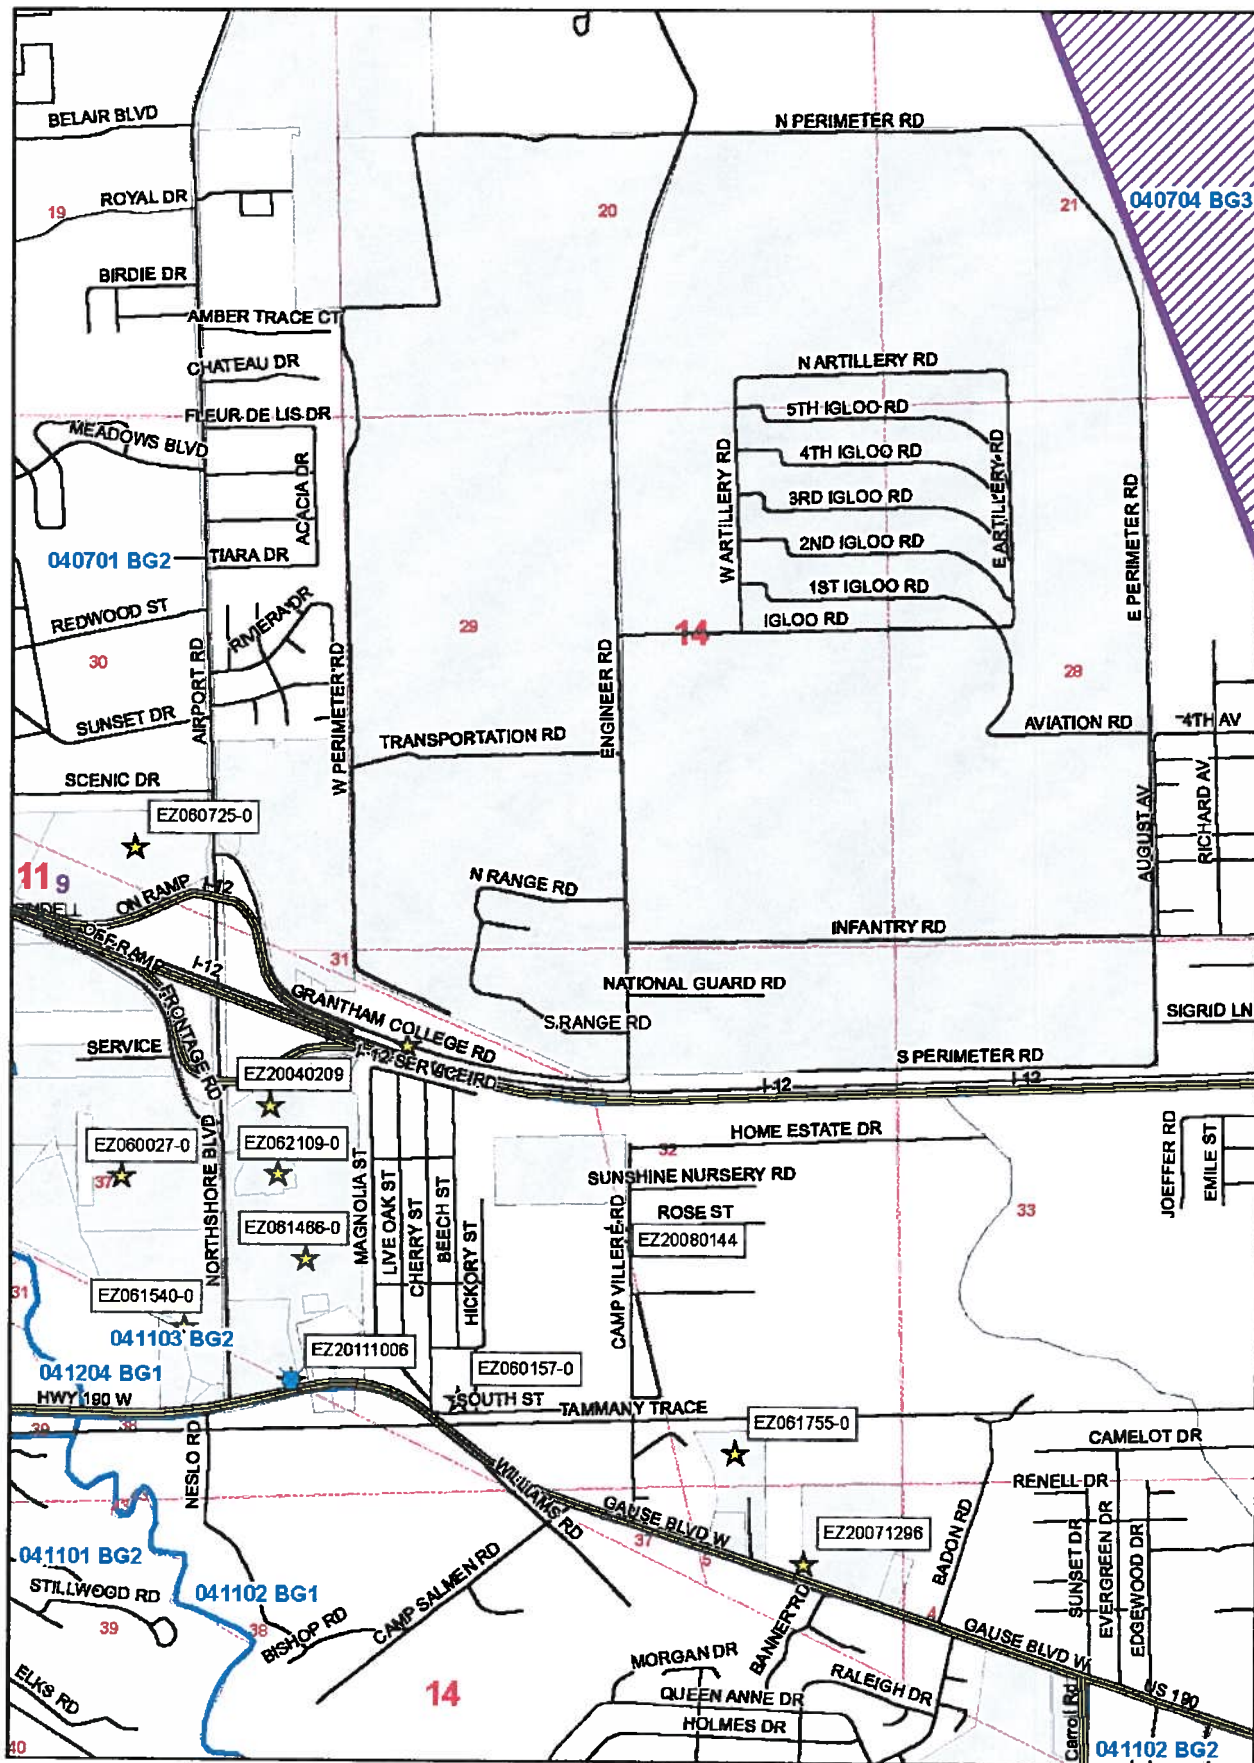 BELAIR BLVD
N PERIMETER RD
ROYAL DR
19
20
21
040704 BG3
BIRDIE DR
AMBER TRACE CT
CHATEAU DR
N ARTILLERY RD
FLEUR DE LIS DR
5TH IGLOO RD
MEADOWS BLVD
4TH IGLOO RD
W ARTILLERY RD
E ARTILLERY RD
ACACIA DR
3RD IGLOO RD
E PERIMETER RD
040701 BG2
TIARA DR
2ND IGLOO RD
1ST IGLOO RD
REDWOOD ST
RIVIERA DR
IGLOO RD
29
14
30
28
AIRPORT RD
W PERIMETER RD
ENGINEER RD
SUNSET DR
AVIATION RD
4TH AV
TRANSPORTATION RD
SCENIC DR
EZ060725-0
AUGUST AV
RICHARD AV
11
9
ON RAMP
I-12
N RANGE RD
INFANTRY RD
OFF RAMP
I-12
31
NATIONAL GUARD RD
GRANTHAM COLLEGE RD
FRONTAGE RD
S RANGE RD
SIGRID LN
SERVICE
I-12 SERVICE RD
S PERIMETER RD
EZ20040209
I-12
I-12
EZ060027-0
EZ062109-0
HOME ESTATE DR
JOEFFER RD
EMILE ST
37
32
SUNSHINE NURSERY RD
NORTHSHORE BLVD
MAGNOLIA ST
LIVE OAK ST
CHERRY ST
BEECH ST
HICKORY ST
ROSE ST
33
EZ061466-0
EZ20080144
CAMP VILLERE RD
31
EZ061540-0
041103 BG2
EZ20111006
041204 BG1
EZ060157-0
HWY 190 W
SOUTH ST
TAMMANY TRACE
39
38
EZ061755-0
CAMELOT DR
NESLO RD
WILLIAMS RD
RENELL DR
43
GAUSE BLVD W
37
5
EZ20071296
BADON RD
SUNSET DR
EVERGREEN DR
EDGEWOOD DR
041101 BG2
STILLWOOD RD
041102 BG1
CAMP SALMEN RD
39
38
BISHOP RD
BANNER RD
4
GAUSE BLVD W
MORGAN DR
RALEIGH DR
ELKS RD
14
QUEEN ANNE DR
US 190
HOLMES DR
Carroll Rd
40
041102 BG2